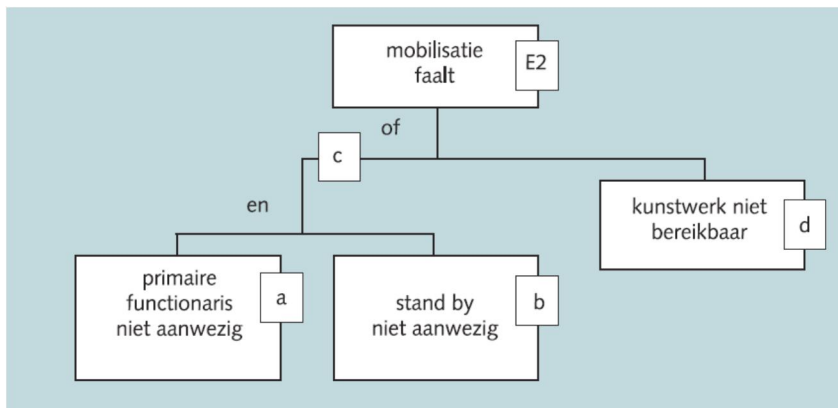 mobilisatie
faalt
E2
of
c
en
kunstwerk niet
bereikbaar
d
primaire
functionaris
niet aanwezig
a
stand by
niet aanwezig
b